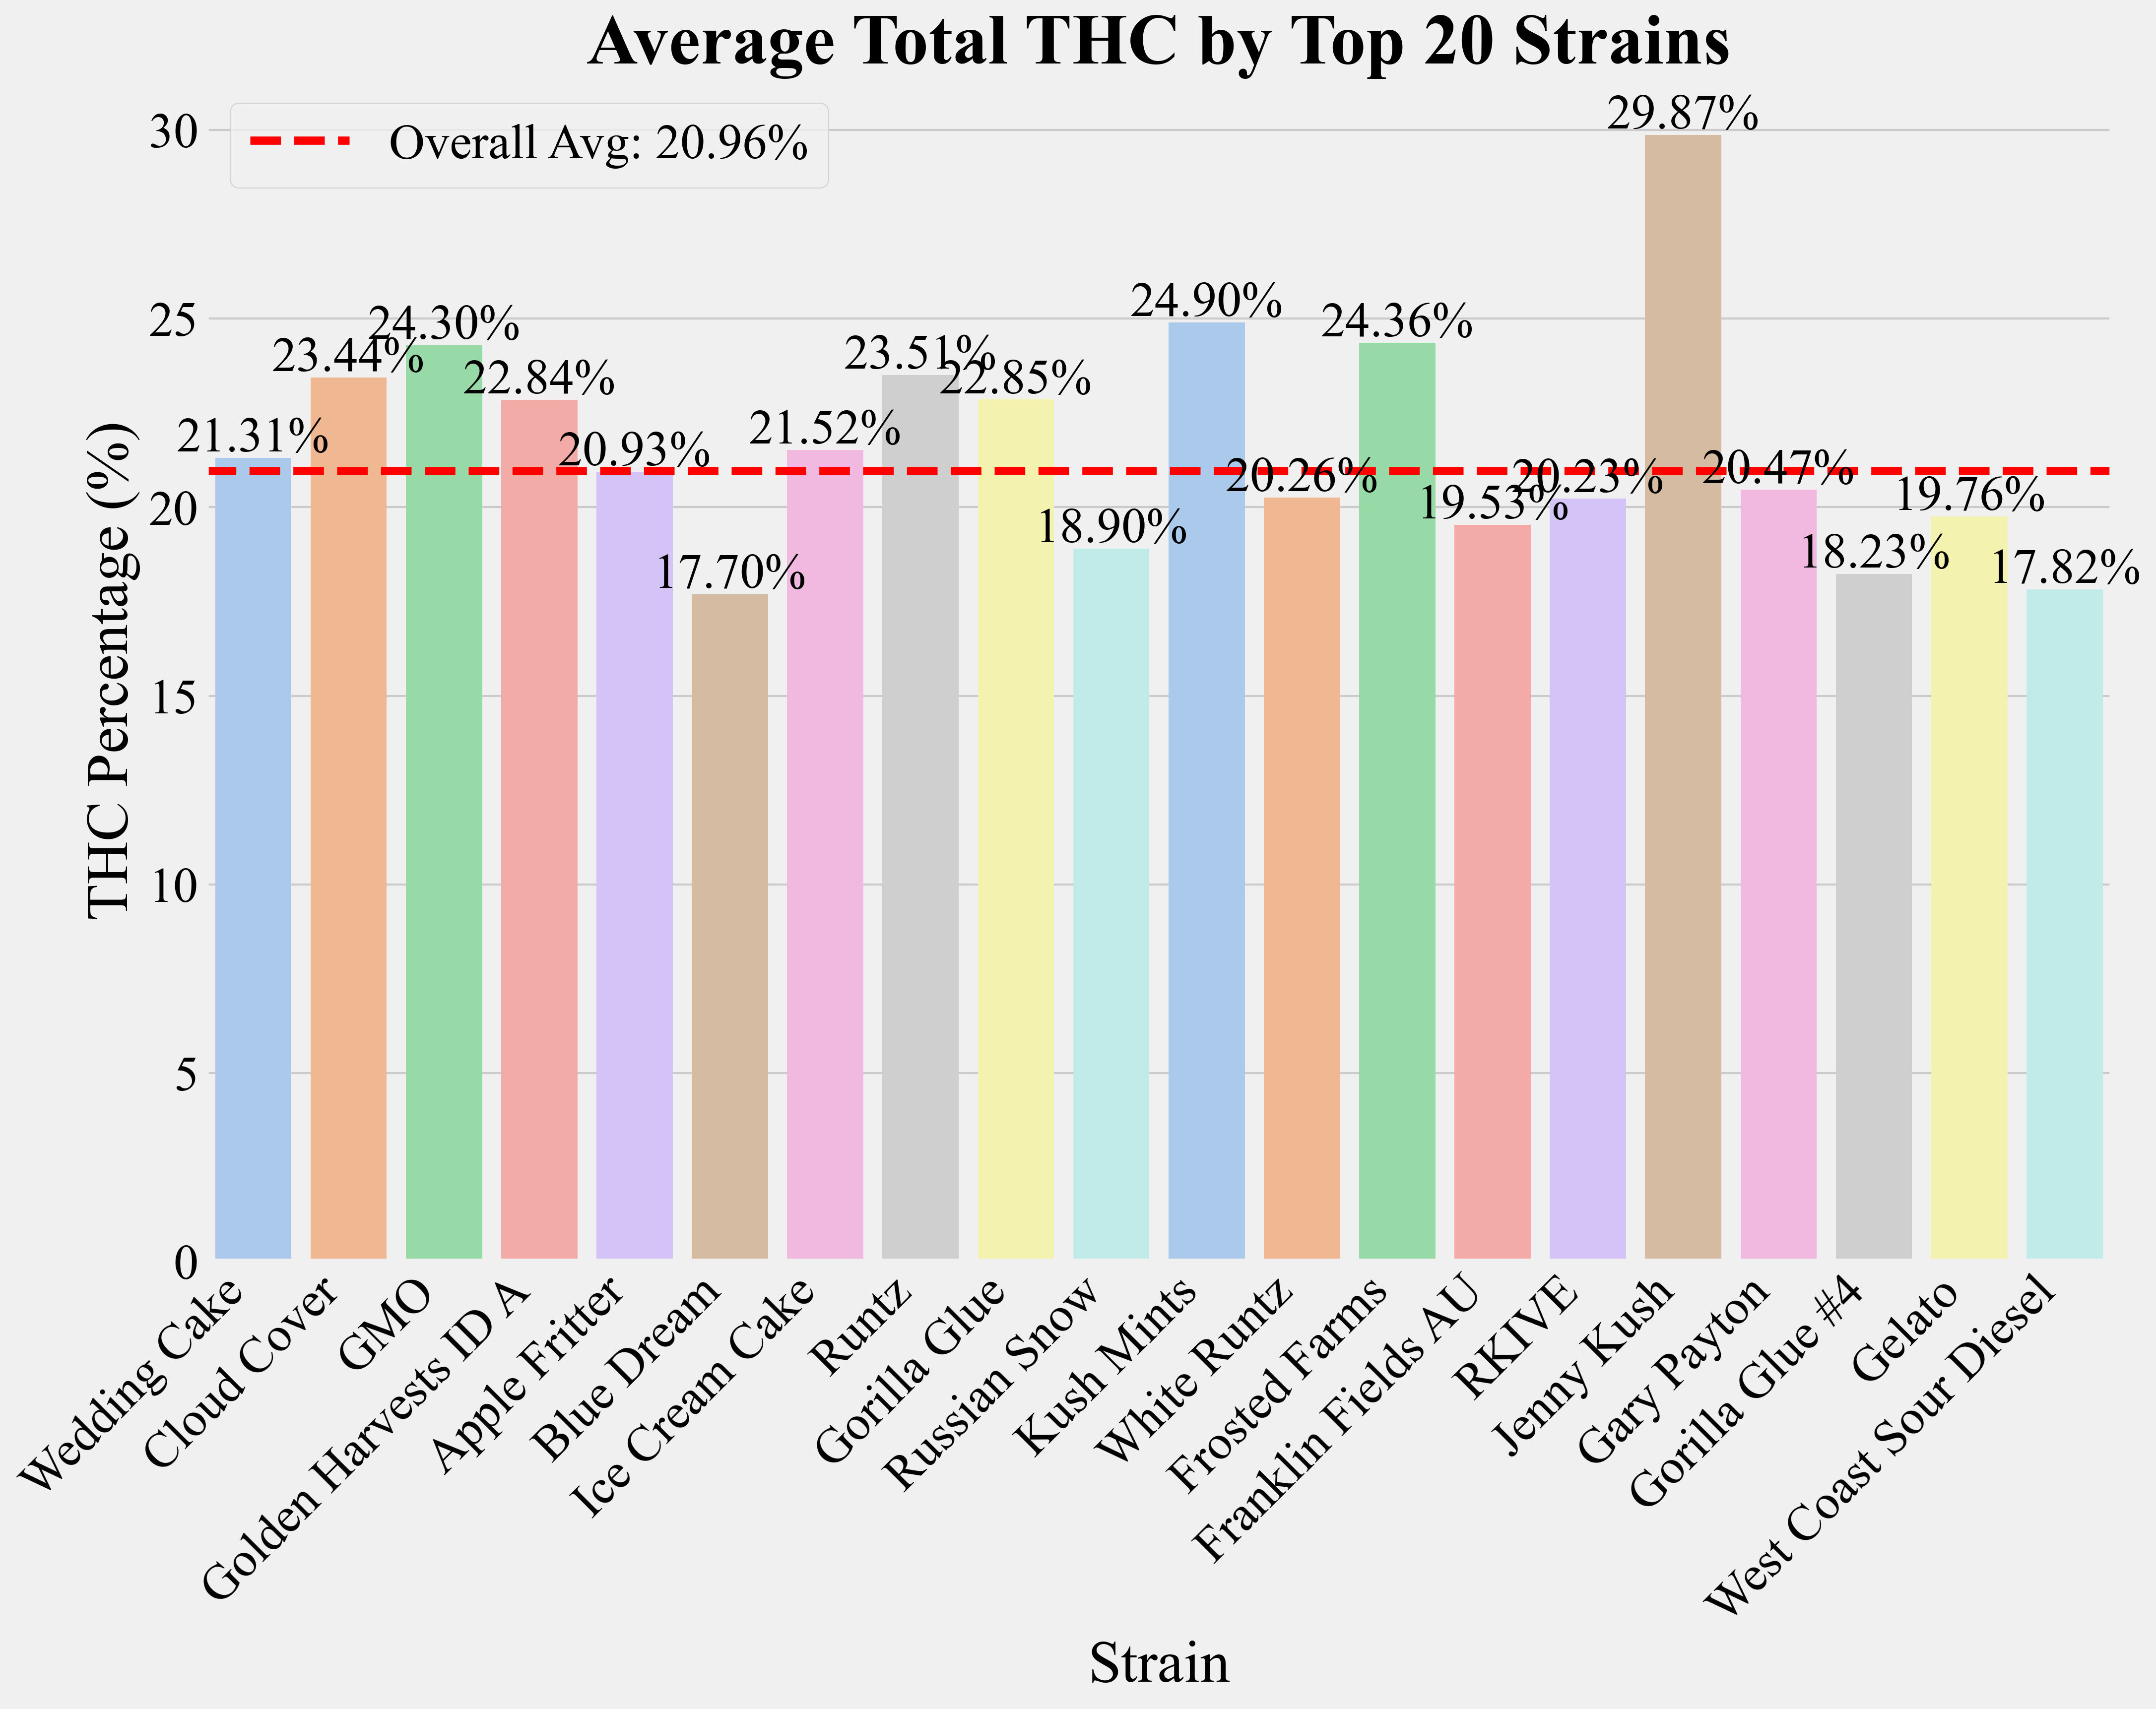 Average Total THC by Top 20 Strains
Overall Avg: 20.96%
THC Percentage (%)
30
25
20
15
10
5
0
21.31%
23.44%
24.30%
22.84%
20.93%
17.70%
21.52%
23.51%
22.85%
18.90%
24.90%
20.26%
24.36%
19.53%
20.23%
29.87%
20.47%
18.23%
19.76%
17.82%
Wedding Cake
Cloud Cover
GMO
Golden Harvests ID A
Apple Fritter
Blue Dream
Ice Cream Cake
Runtz
Gorilla Glue
Russian Snow
Kush Mints
White Runtz
Frosted Farms
Franklin Fields AU
RKIVE
Jenny Kush
Gary Payton
Gorilla Glue #4
Gelato
West Coast Sour Diesel
Strain